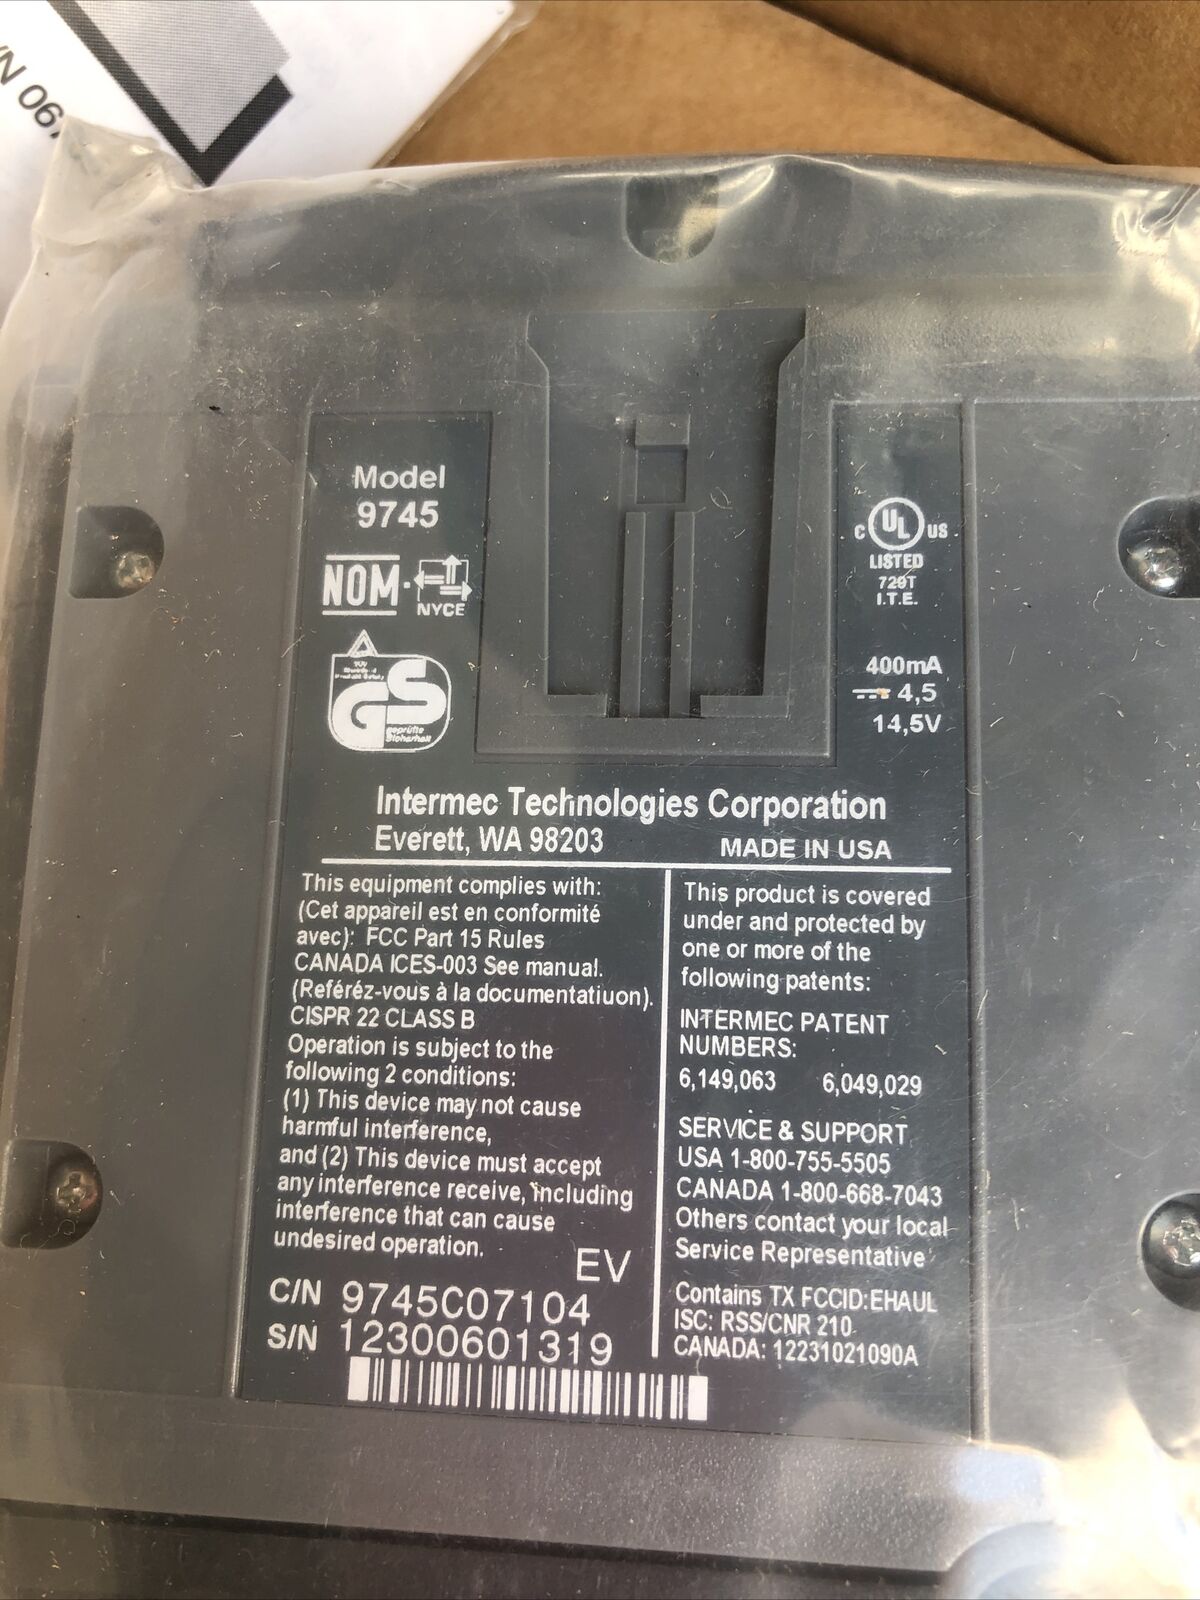 Model
9745
NOM
NYCE
TÜV
GS
geprüfte
Sicherheit
C UL US
LISTED
I.T.E.
400mA
4,5
14,5V
Intermec Technologies Corporation
Everett, WA 98203
MADE IN USA
This equipment complies with:
(Cet appareil est en conformité
avec): FCC Part 15 Rules
CANADA ICES-003 See manual.
(Reféréz-vous à la documentatiuon).
CISPR 22 CLASS B
Operation is subject to the
following 2 conditions:
(1) This device may not cause
harmful interference,
and (2) This device must accept
any interference receive, including
interference that can cause
undesired operation.
EV
C/N 9745C07104
S/N 12300601319
This product is covered
under and protected by
one or more of the
following patents:
INTERMEC PATENT
NUMBERS:
6,149,063 6,049,029
SERVICE & SUPPORT
USA 1-800-755-5505
CANADA 1-800-668-7043
Others contact your local
Service Representative
Contains TX FCCID:EHAUL
ISC: RSS/CNR 210
CANADA: 12231021090A